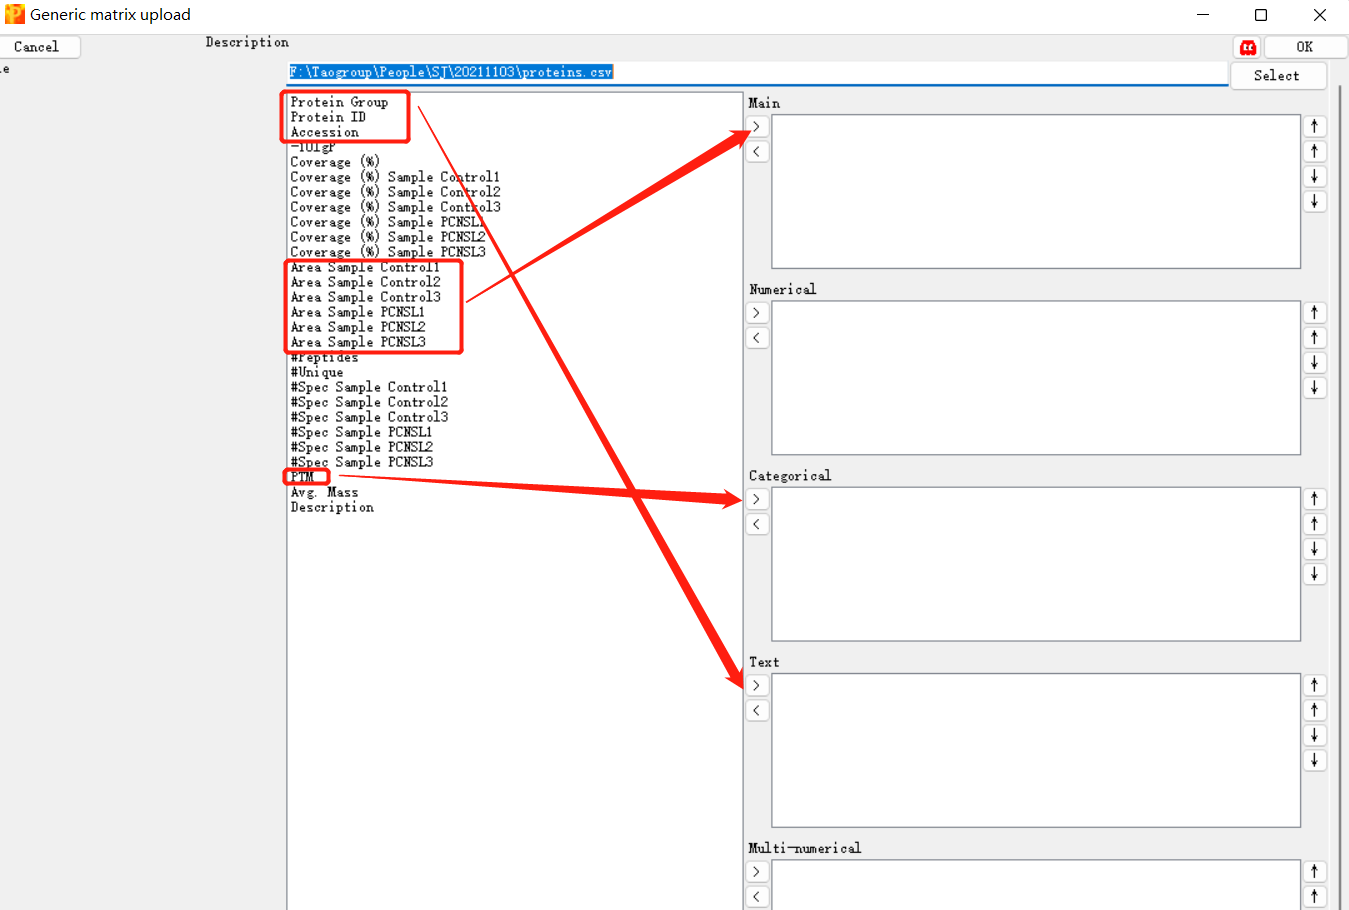 Generic matrix upload
Cancel
Description
OK
e
F:\Taogroup\People\SJ\20211103\proteins.csv
Select
Protein Group
Protein ID
Accession
-10lgP
Coverage (%)
Coverage (%) Sample Control1
Coverage (%) Sample Control2
Coverage (%) Sample Control3
Coverage (%) Sample PCNSL1
Coverage (%) Sample PCNSL2
Coverage (%) Sample PCNSL3
Area Sample Control1
Area Sample Control2
Area Sample Control3
Area Sample PCNSL1
Area Sample PCNSL2
Area Sample PCNSL3
#Peptides
#Unique
#Spec Sample Control1
#Spec Sample Control2
#Spec Sample Control3
#Spec Sample PCNSL1
#Spec Sample PCNSL2
#Spec Sample PCNSL3
PTM
Avg. Mass
Description
Main
Numerical
Categorical
Text
Multi-numerical